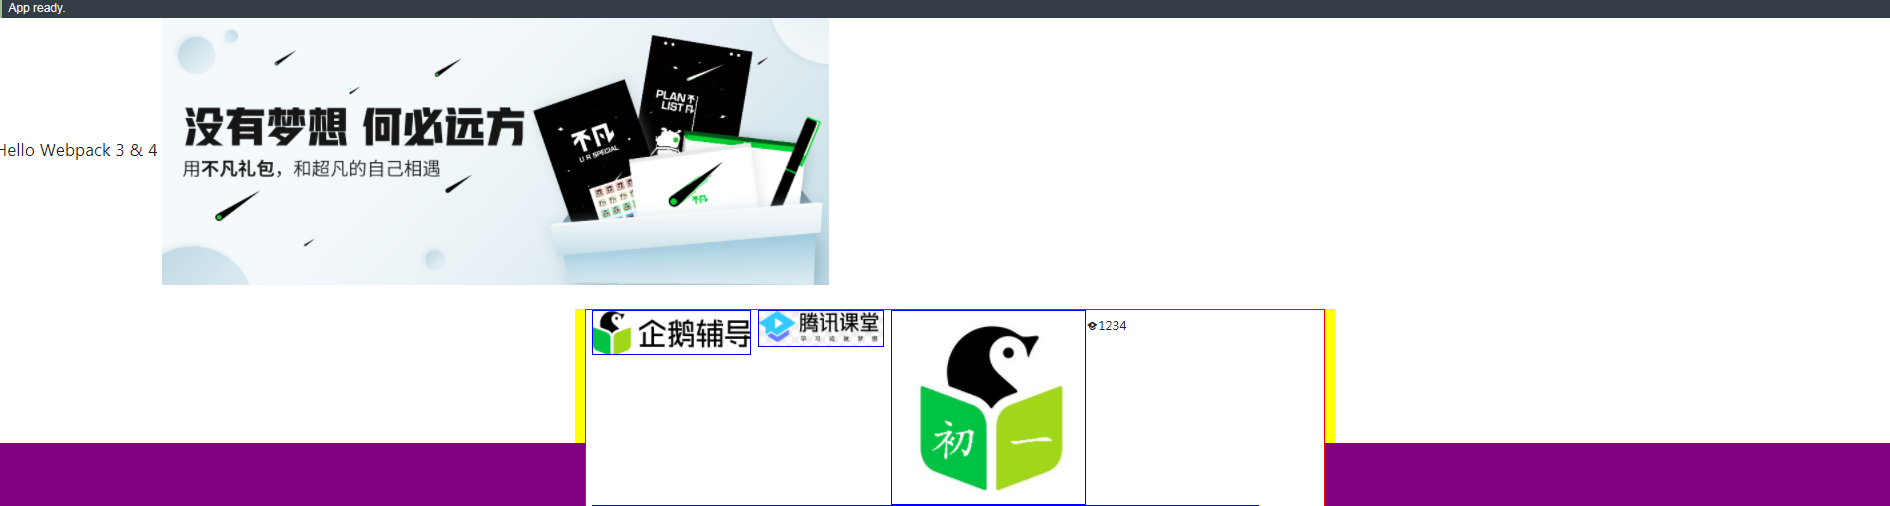 App ready.
Hello Webpack 3 & 4
没有梦想 何必远方
用不凡礼包，和超凡的自己相遇
PLAN 不
LIST 凡
不凡
U R SPECIAL
不凡
企鹅辅导
腾讯课堂
学习成就梦想
初一
1234